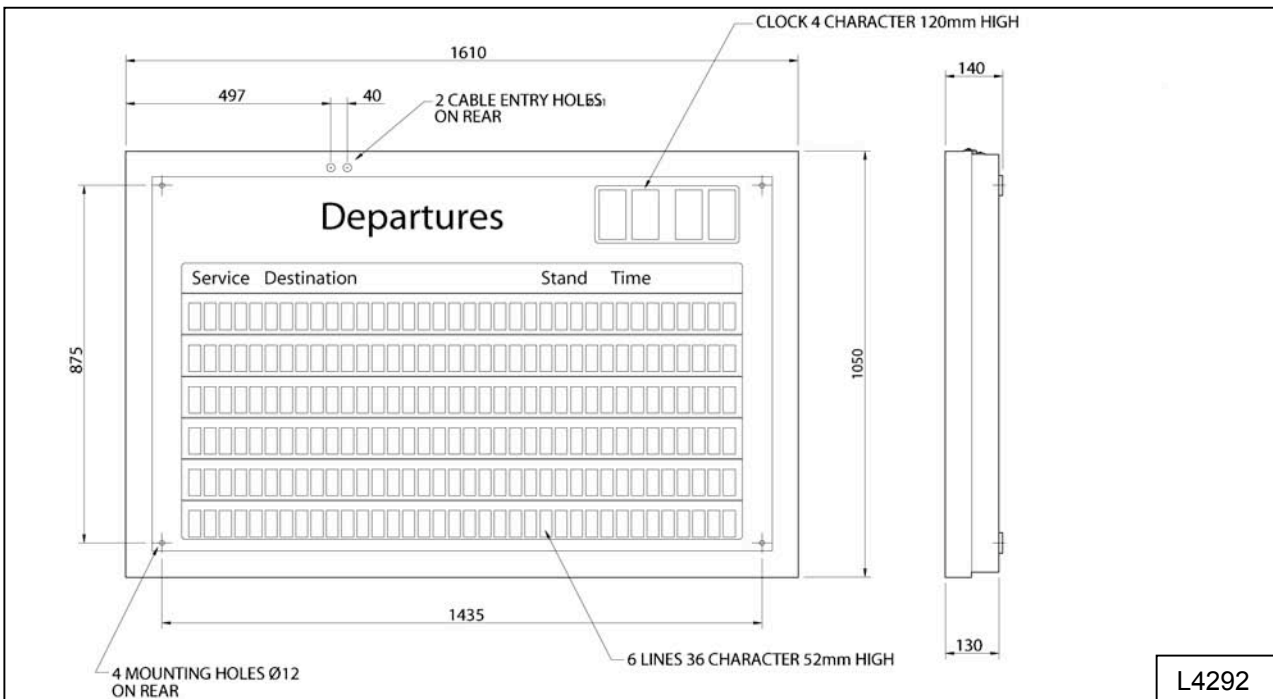 CLOCK 4 CHARACTER 120mm HIGH
1610
140
497
40
2 CABLE ENTRY HOLES
ON REAR
Departures
Service Destination Stand Time
875
1050
1435
130
6 LINES 36 CHARACTER 52mm HIGH
4 MOUNTING HOLES Ø12
ON REAR
L4292